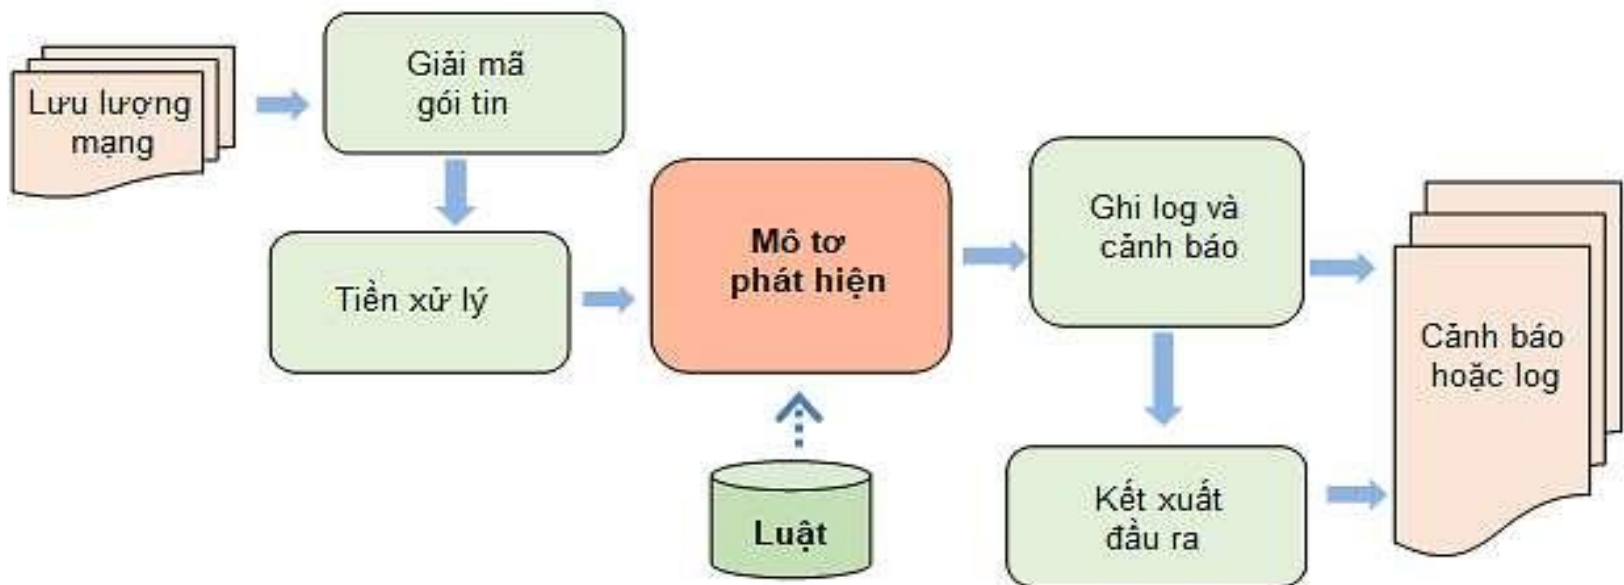 Lưu lượng
mạng
Giải mã
gói tin
Tiền xử lý
Mô tơ
phát hiện
Luật
Ghi log và
cảnh báo
Kết xuất
đầu ra
Cảnh báo
hoặc log